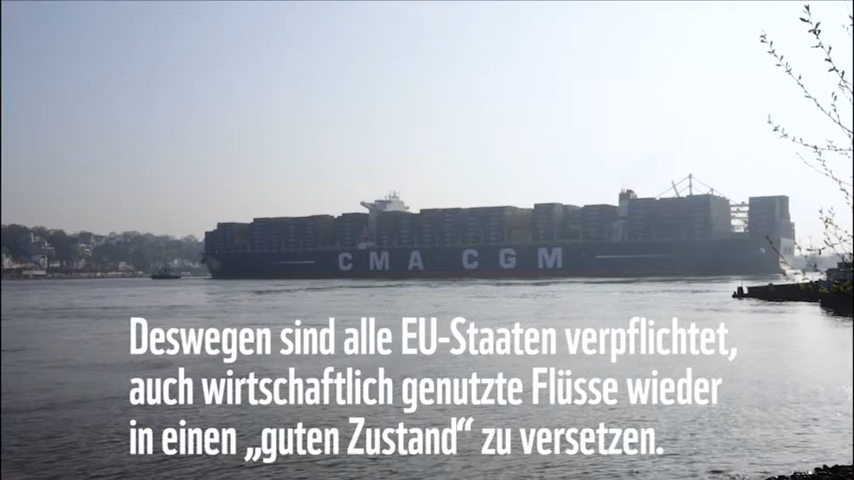 CMA CGM
Deswegen sind alle EU-Staaten verpflichtet,
auch wirtschaftlich genutzte Flüsse wieder
in einen „guten Zustand“ zu versetzen.